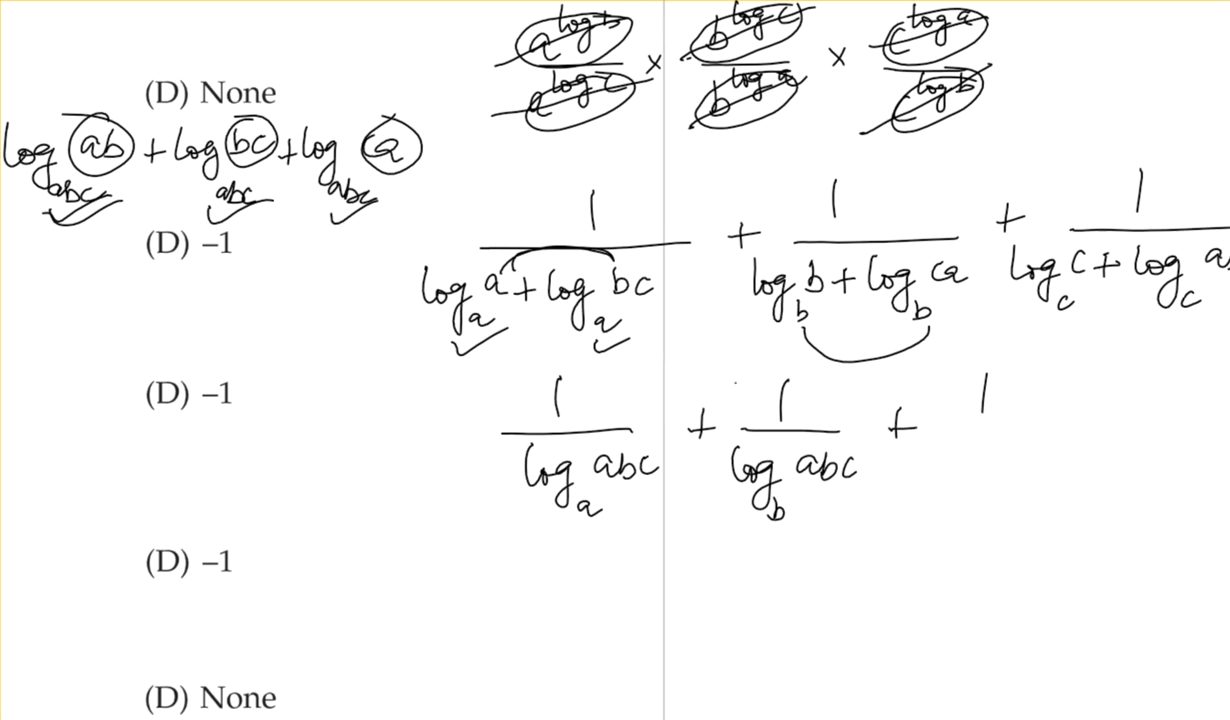 a^log b / a^log c × b^log c / b^log a × c^log a / c^log b
(D) None
log_abc ab + log_abc bc + log_abc
(D) –1
1 / log_a a + log_a bc + 1 / log_b b + log_b ca + 1 / log_c c + log_c a
(D) –1
1 / log_a abc + 1 / log_b abc + 1
(D) –1
(D) None